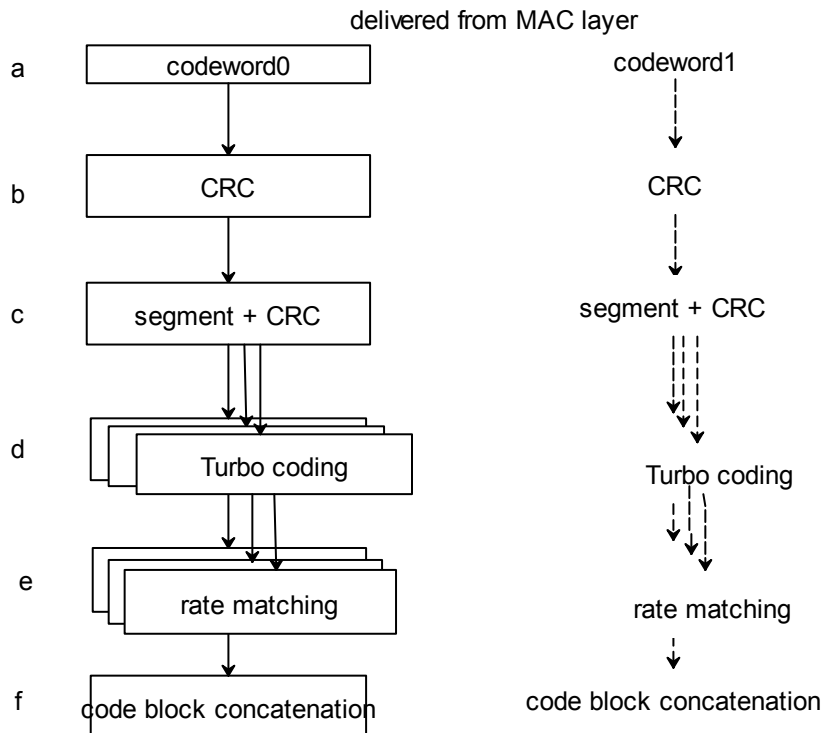 delivered from MAC layer
a codeword0 codeword1
b CRC CRC
c segment + CRC segment + CRC
d Turbo coding Turbo coding
e rate matching rate matching
f code block concatenation code block concatenation